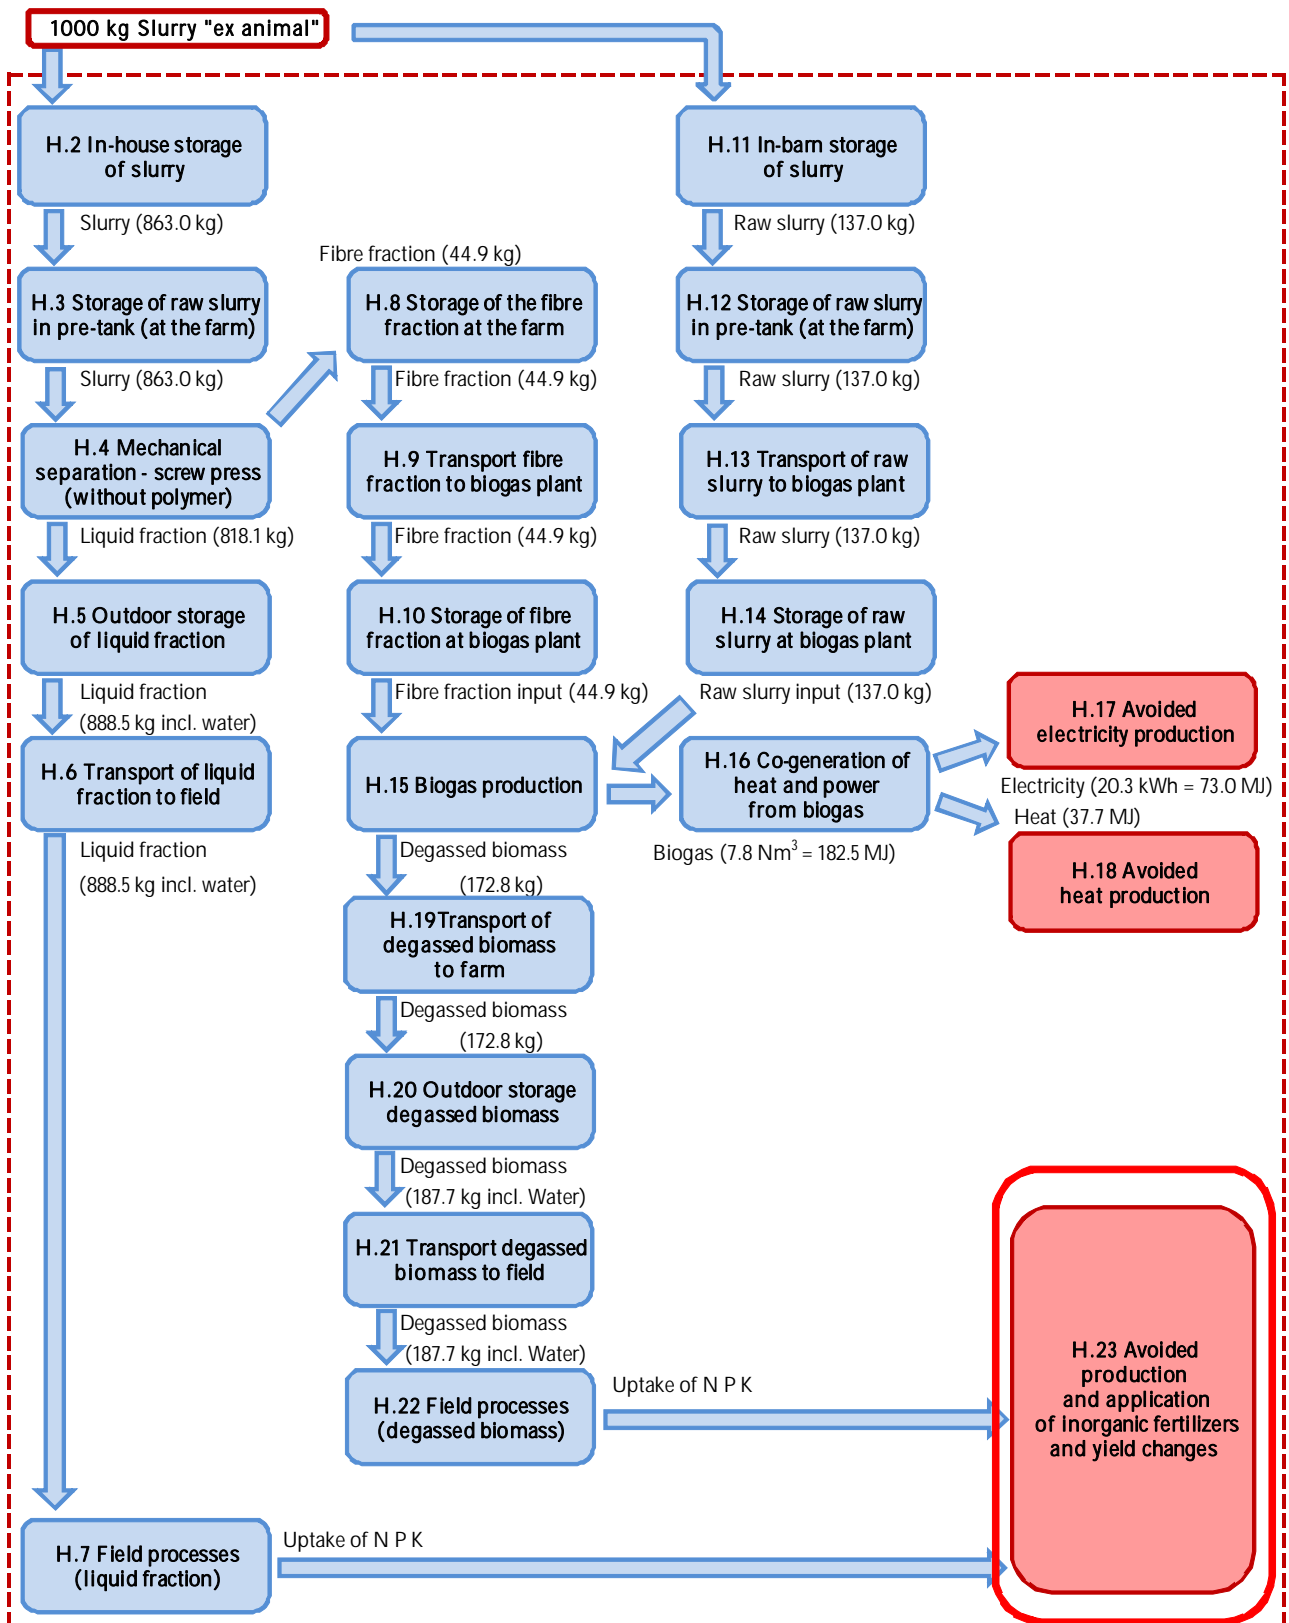 1000 kg Slurry "ex animal"
H.2 In-house storage
of slurry
Slurry (863.0 kg)
H.3 Storage of raw slurry
in pre-tank (at the farm)
Slurry (863.0 kg)
H.4 Mechanical
separation - screw press
(without polymer)
Liquid fraction (818.1 kg)
H.5 Outdoor storage
of liquid fraction
Liquid fraction
(888.5 kg incl. water)
H.6 Transport of liquid
fraction to field
Liquid fraction
(888.5 kg incl. water)
H.7 Field processes
(liquid fraction)
Uptake of N P K
Fibre fraction (44.9 kg)
H.8 Storage of the fibre
fraction at the farm
Fibre fraction (44.9 kg)
H.9 Transport fibre
fraction to biogas plant
Fibre fraction (44.9 kg)
H.10 Storage of fibre
fraction at biogas plant
Fibre fraction input (44.9 kg)
H.15 Biogas production
Degassed biomass
(172.8 kg)
H.19Transport of
degassed biomass
to farm
Degassed biomass
(172.8 kg)
H.20 Outdoor storage
degassed biomass
Degassed biomass
(187.7 kg incl. Water)
H.21 Transport degassed
biomass to field
Degassed biomass
(187.7 kg incl. Water)
H.22 Field processes
(degassed biomass)
Uptake of N P K
H.11 In-barn storage
of slurry
Raw slurry (137.0 kg)
H.12 Storage of raw slurry
in pre-tank (at the farm)
Raw slurry (137.0 kg)
H.13 Transport of raw
slurry to biogas plant
Raw slurry (137.0 kg)
H.14 Storage of raw
slurry at biogas plant
Raw slurry input (137.0 kg)
H.16 Co-generation of
heat and power
from biogas
Biogas (7.8 Nm³ = 182.5 MJ)
H.17 Avoided
electricity production
Electricity (20.3 kWh = 73.0 MJ)
Heat (37.7 MJ)
H.18 Avoided
heat production
H.23 Avoided
production
and application
of inorganic fertilizers
and yield changes